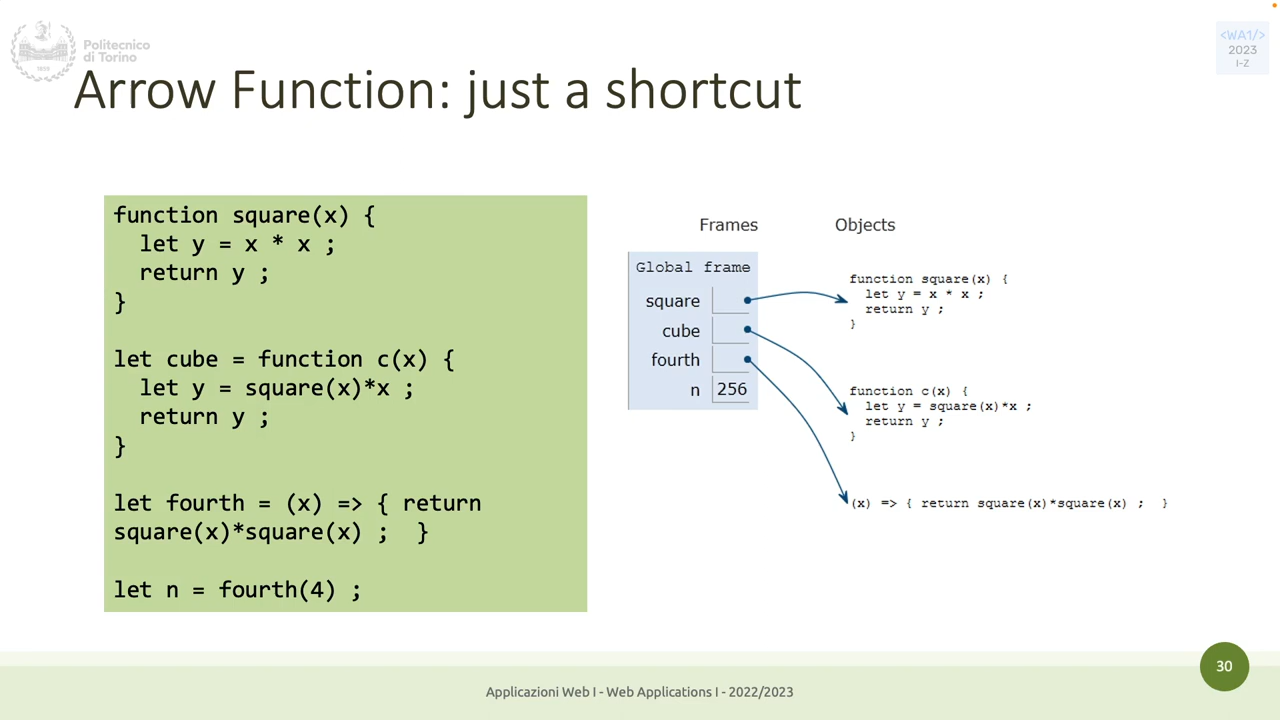 Politecnico
di Torino
1859
<WA1/>
2023
I-Z
Arrow Function: just a shortcut
function square(x) {
  let y = x * x ;
  return y ;
}
let cube = function c(x) {
  let y = square(x)*x ;
  return y ;
}
let fourth = (x) => { return
square(x)*square(x) ;  }
let n = fourth(4) ;
Frames
Objects
Global frame
square
cube
fourth
n 256
function square(x) {
  let y = x * x ;
  return y ;
}
function c(x) {
  let y = square(x)*x ;
  return y ;
}
(x) => { return square(x)*square(x) ;  }
Applicazioni Web I - Web Applications I - 2022/2023
30